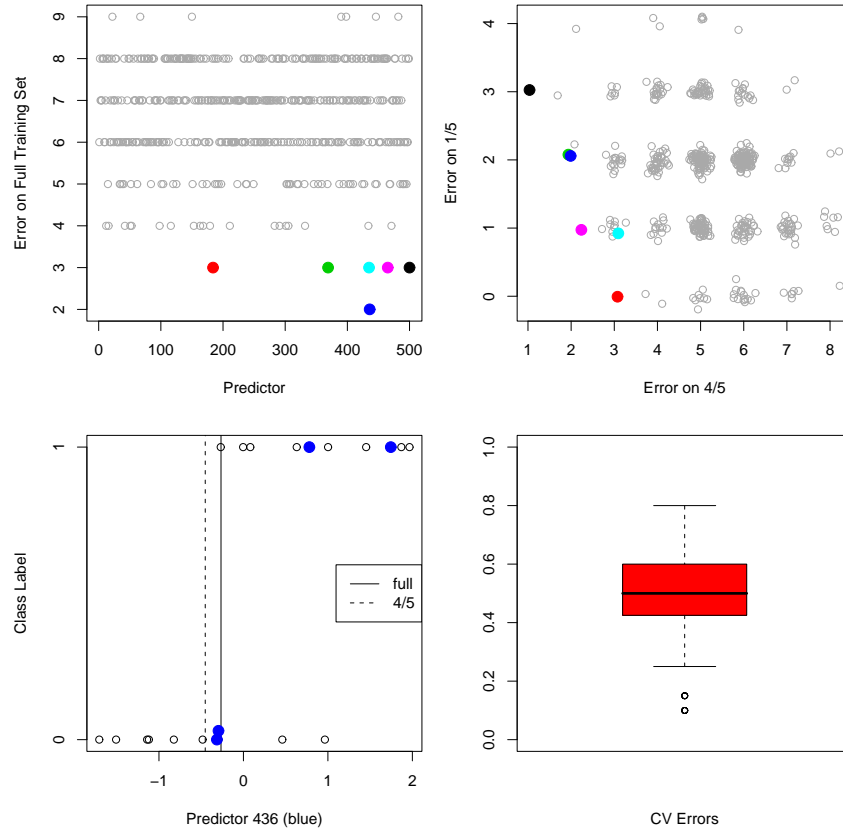 Error on Full Training Set
9
8
7
6
5
4
3
2
0 100 200 300 400 500
Predictor
Error on 1/5
4
3
2
1
0
1 2 3 4 5 6 7 8
Error on 4/5
Class Label
1
0
full
4/5
−1 0 1 2
Predictor 436 (blue)
1.0
0.8
0.6
0.4
0.2
0.0
CV Errors